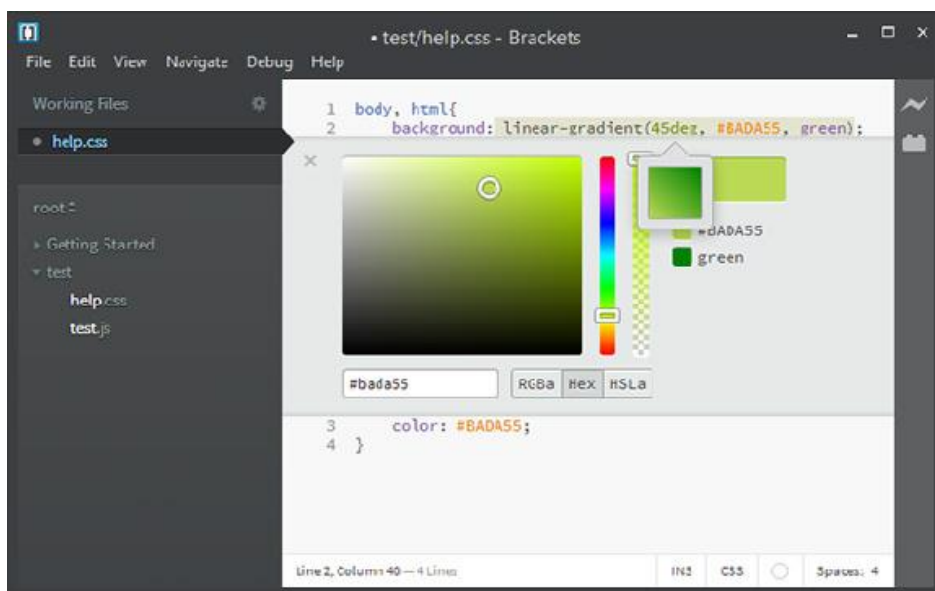 • test/help.css - Brackets
File Edit View Navigate Debug Help
Working Files
• help.css
root
Getting Started
test
help.css
test.js
1 body, html{
2 background: linear-gradient(45deg, #BADA55, green);
#BADA55
green
#bada55
RGBa Hex HSLa
3 color: #BADA55;
4 }
Line 2, Column 40 — 4 Lines
INS CSS Spaces: 4